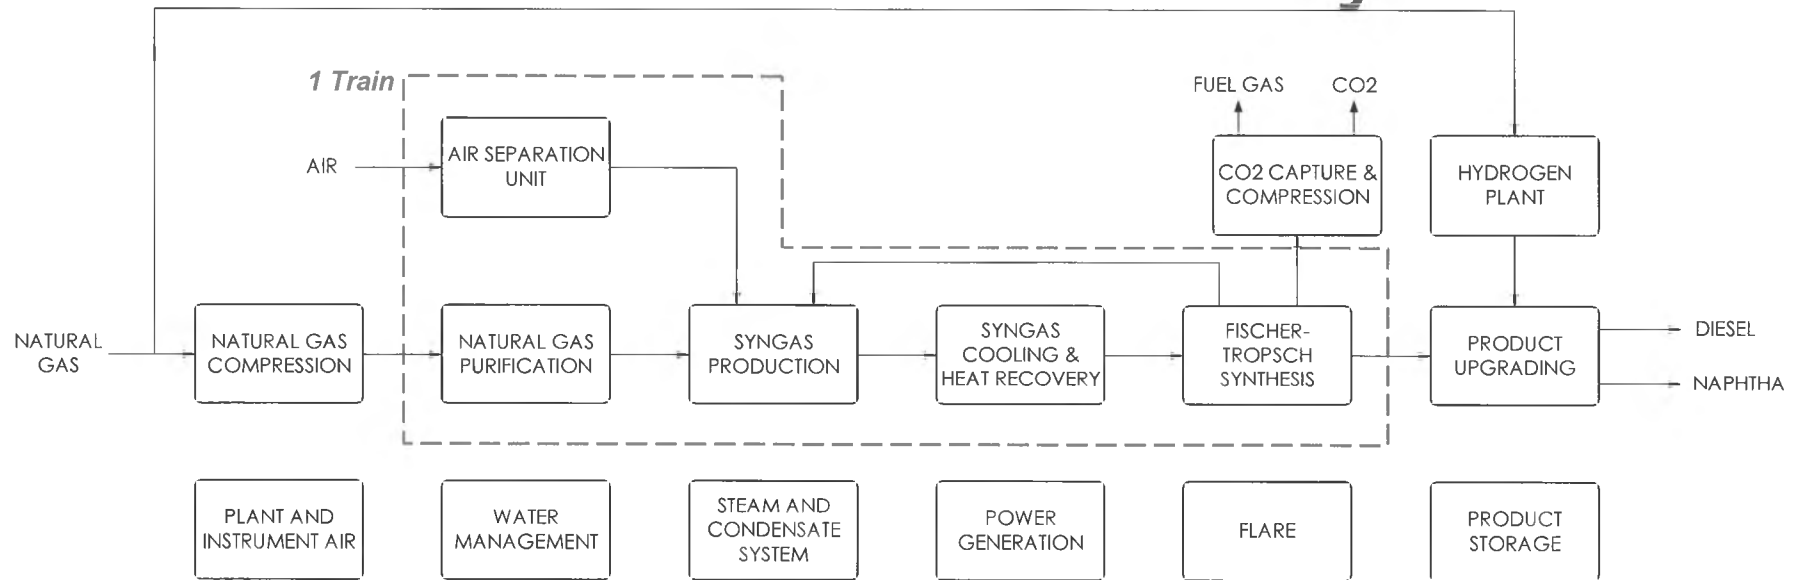 1 Train
FUEL GAS
CO2
AIR
AIR SEPARATION
UNIT
CO2 CAPTURE &
COMPRESSION
HYDROGEN
PLANT
NATURAL
GAS
NATURAL GAS
COMPRESSION
NATURAL GAS
PURIFICATION
SYNGAS
PRODUCTION
SYNGAS
COOLING &
HEAT RECOVERY
FISCHER-
TROPSCH
SYNTHESIS
PRODUCT
UPGRADING
DIESEL
NAPHTHA
PLANT AND
INSTRUMENT AIR
WATER
MANAGEMENT
STEAM AND
CONDENSATE
SYSTEM
POWER
GENERATION
FLARE
PRODUCT
STORAGE